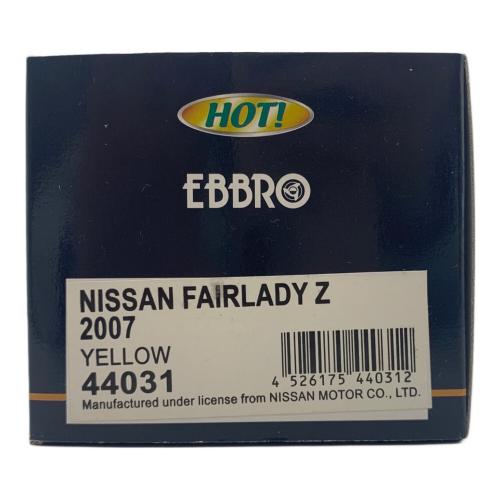 HOT!
EBBRO
NISSAN FAIRLADY Z
2007
YELLOW
44031
4 526175 440312
Manufactured under license from NISSAN MOTOR CO., LTD.